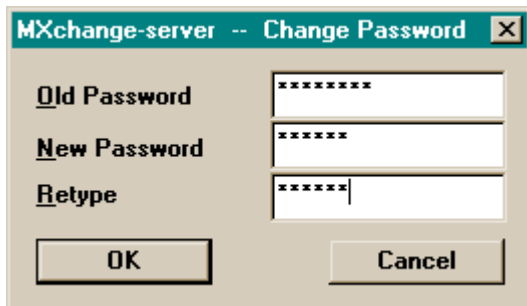 MXchange-server -- Change Password
Old Password ********
New Password ******
Retype ******
OK Cancel